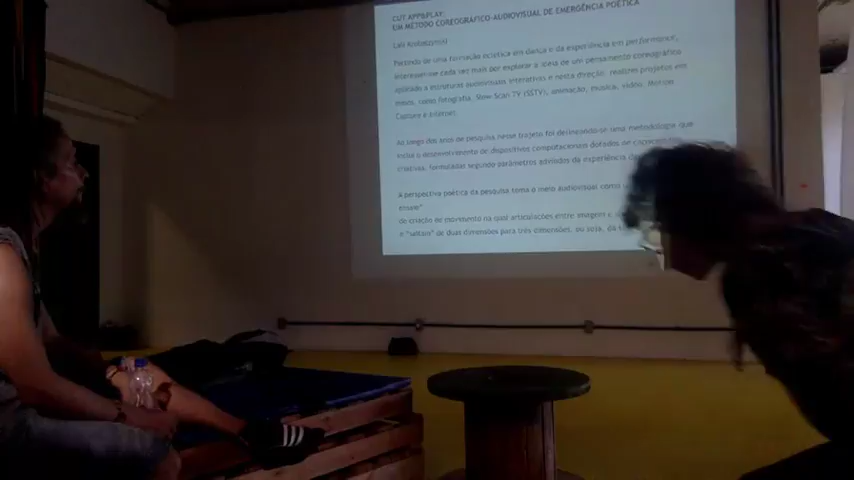 CUT APP&PLAY:
UM MÉTODO COREOGRÁFICO-AUDIOVISUAL DE EMERGÊNCIA POÉTICA
Lali Krotoszynski
Partindo de uma formação eclética em dança e da experiência em performance,
interessei-me cada vez mais por explorar a ideia de um pensamento coreográfico
aplicado a estruturas audiovisuais interativas e nesta direção, realizei projetos em
meios, como fotografia, Slow Scan TV (SSTV), animação, música, vídeo, Motion
Capture e Internet.
Ao longo dos anos de pesquisa nesse trajeto foi delineando-se uma metodologia que
inclui o desenvolvimento de dispositivos computacionais dotados de
criativas, formuladas segundo parâmetros advindos da experiência
A perspectiva poética da pesquisa toma o meio audiovisual como
ensaie"
de criação de movimento na qual articulações entre imagem e
o "saltam" de duas dimensões para três dimensões, ou seja,